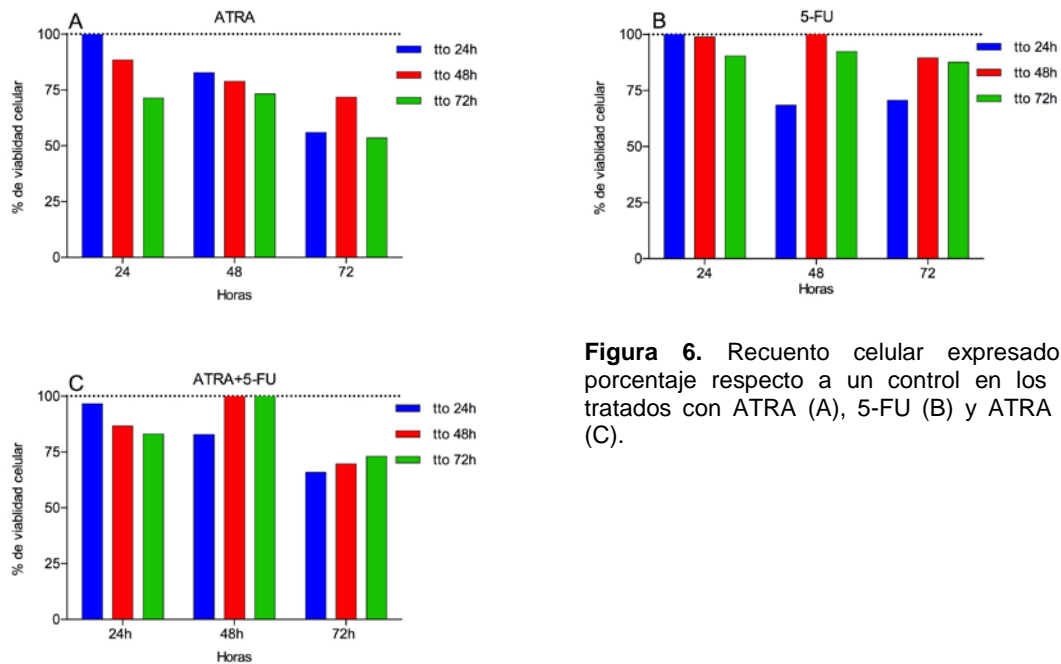 A
ATRA
% de viablidad celular
100
75
50
25
0
24
48
72
Horas
tto 24h
tto 48h
tto 72h
B
5-FU
% de viablidad celular
100
75
50
25
0
24
48
72
Horas
tto 24h
tto 48h
tto 72h
C
ATRA+5-FU
% de viablidad celular
100
75
50
25
0
24h
48h
72h
Horas
tto 24h
tto 48h
tto 72h
Figura 6. Recuento celular expresado
porcentaje respecto a un control en los
tratados con ATRA (A), 5-FU (B) y ATRA
(C).